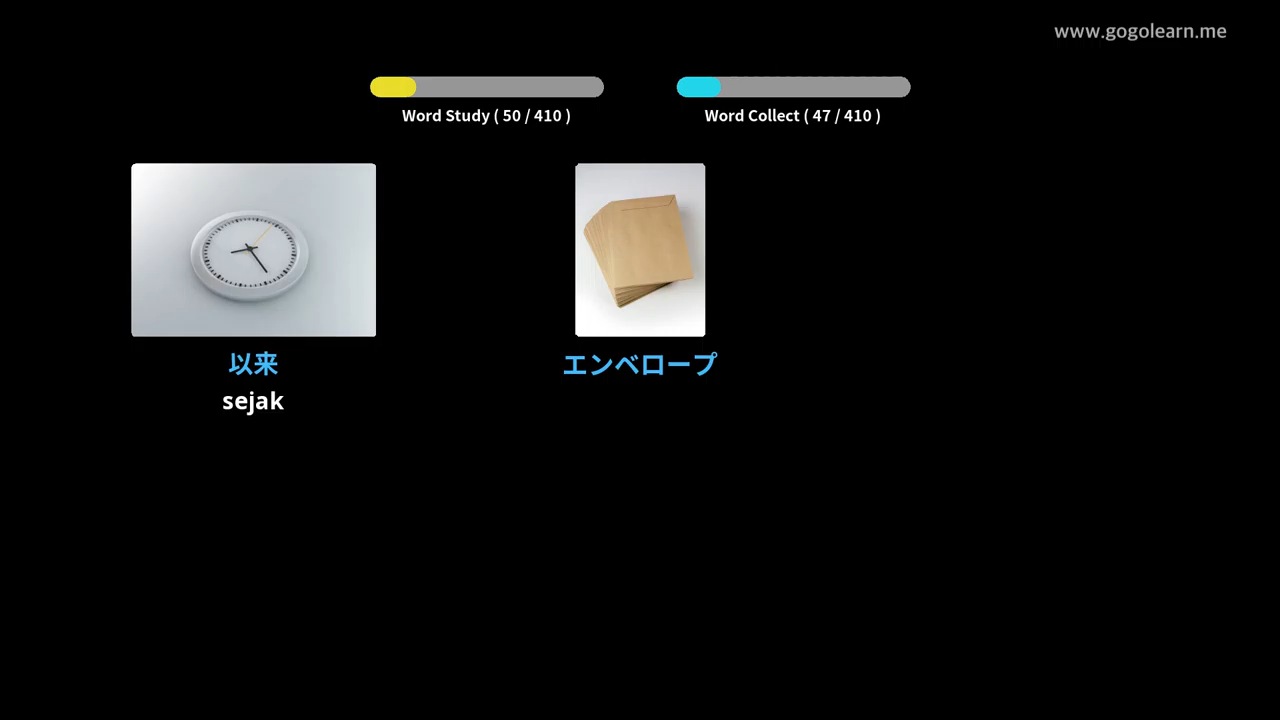 www.gogolearn.me
Word Study ( 50 / 410 )
Word Collect ( 47 / 410 )
以来
sejak
エンベロープ